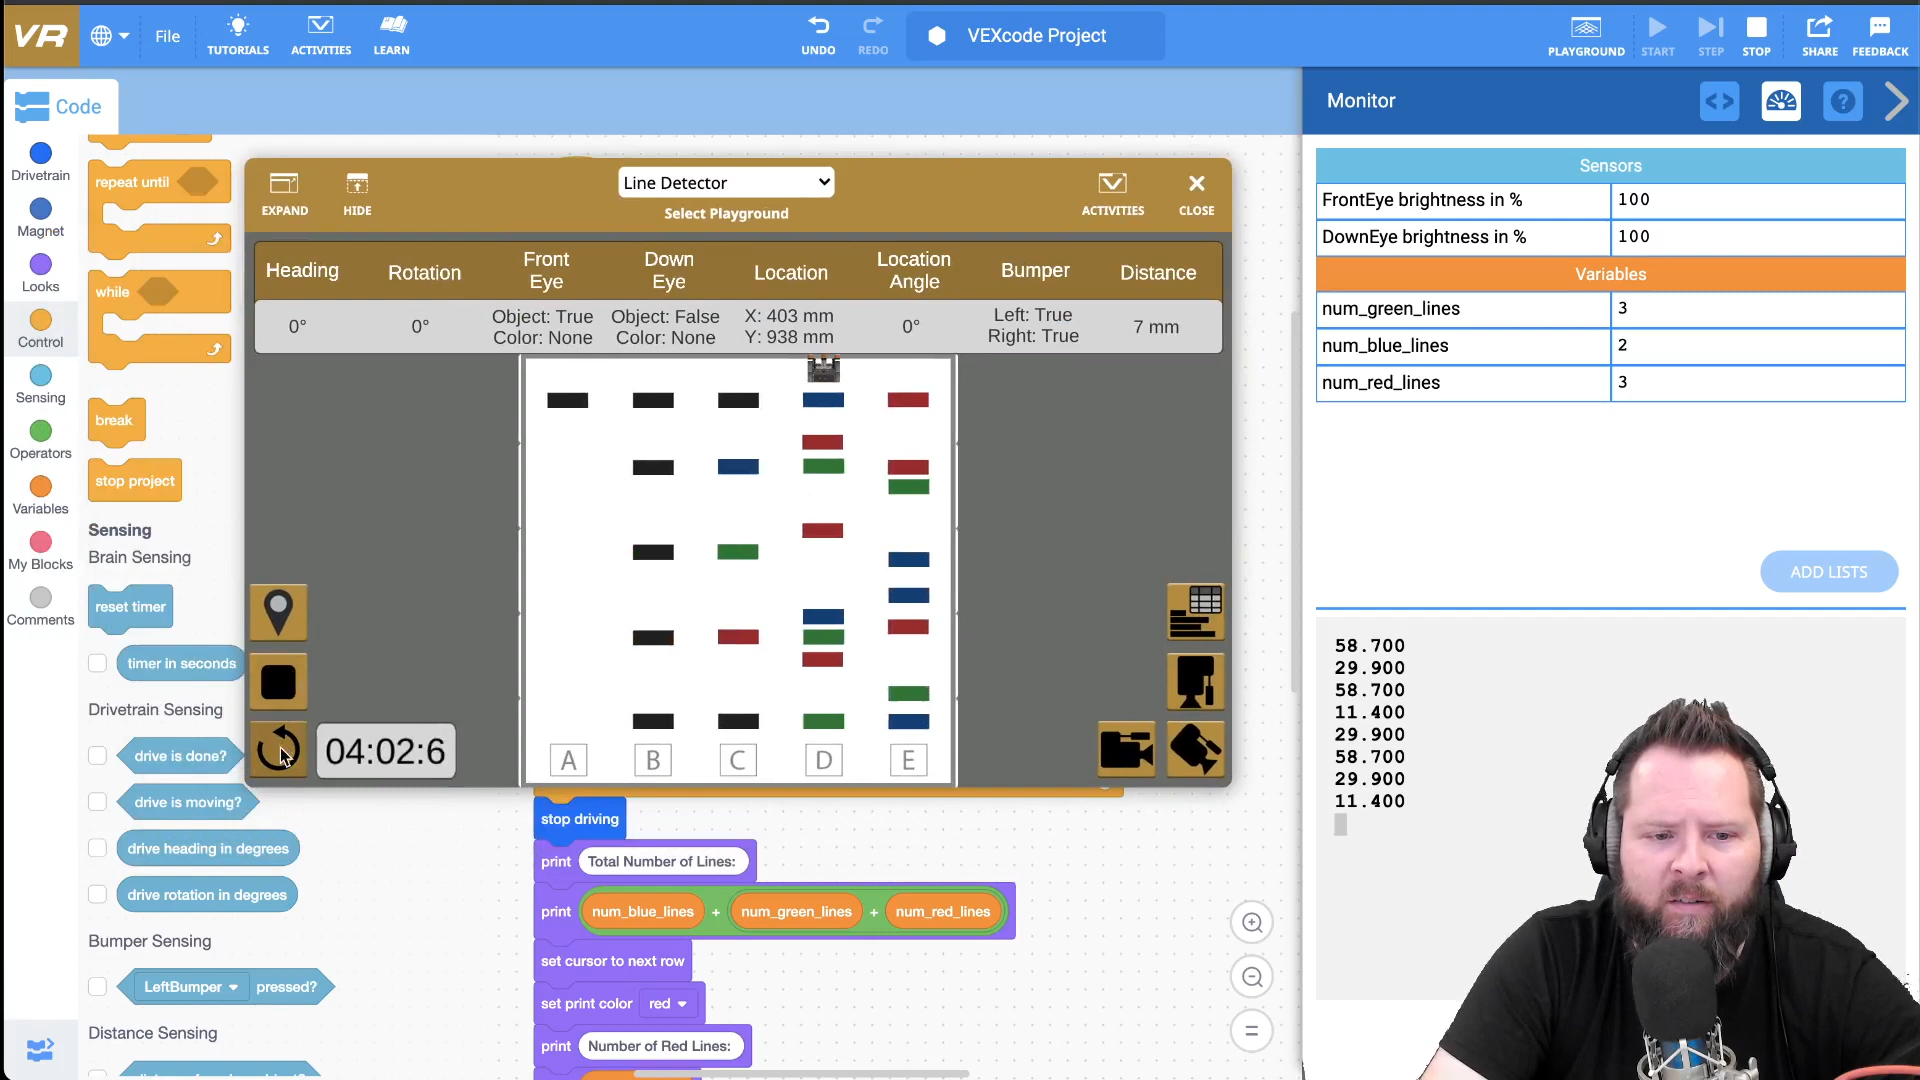 VR
File
TUTORIALS
ACTIVITIES
LEARN
UNDO
REDO
VEXcode Project
PLAYGROUND
START
STEP
STOP
SHARE
FEEDBACK
Code
Drivetrain
Magnet
Looks
Control
Sensing
Operators
Variables
My Blocks
Comments
repeat until
while
break
stop project
Sensing
Brain Sensing
reset timer
timer in seconds
Drivetrain Sensing
drive is done?
drive is moving?
drive heading in degrees
drive rotation in degrees
Bumper Sensing
LeftBumper pressed?
Distance Sensing
EXPAND
HIDE
Line Detector
Select Playground
ACTIVITIES
CLOSE
Heading Rotation Front Eye Down Eye Location Location Angle Bumper Distance
0° 0° Object: True Object: False X: 403 mm 0° Left: True 7 mm
Color: None Color: None Y: 938 mm Right: True
A B C D E
04:02:6
stop driving
print Total Number of Lines:
print num_blue_lines + num_green_lines + num_red_lines
set cursor to next row
set print color red
print Number of Red Lines:
Monitor
Sensors
FrontEye brightness in % 100
DownEye brightness in % 100
Variables
num_green_lines 3
num_blue_lines 2
num_red_lines 3
ADD LISTS
58.700
29.900
58.700
11.400
29.900
58.700
29.900
11.400